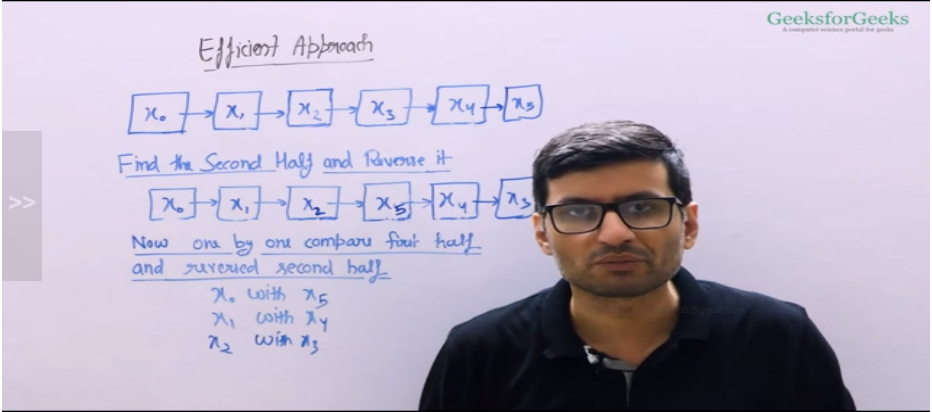 GeeksforGeeks
A computer science portal for geeks
Efficient Approach
x₀ → x₁ → x₂ → x₃ → x₄ → x₅
Find the Second Half and Reverse it
x₀ → x₁ → x₂ → x₅ → x₄ → x₃
Now one by one compare first half
and reversed second half
x₀ with x₅
x₁ with x₄
x₂ with x₃
>>